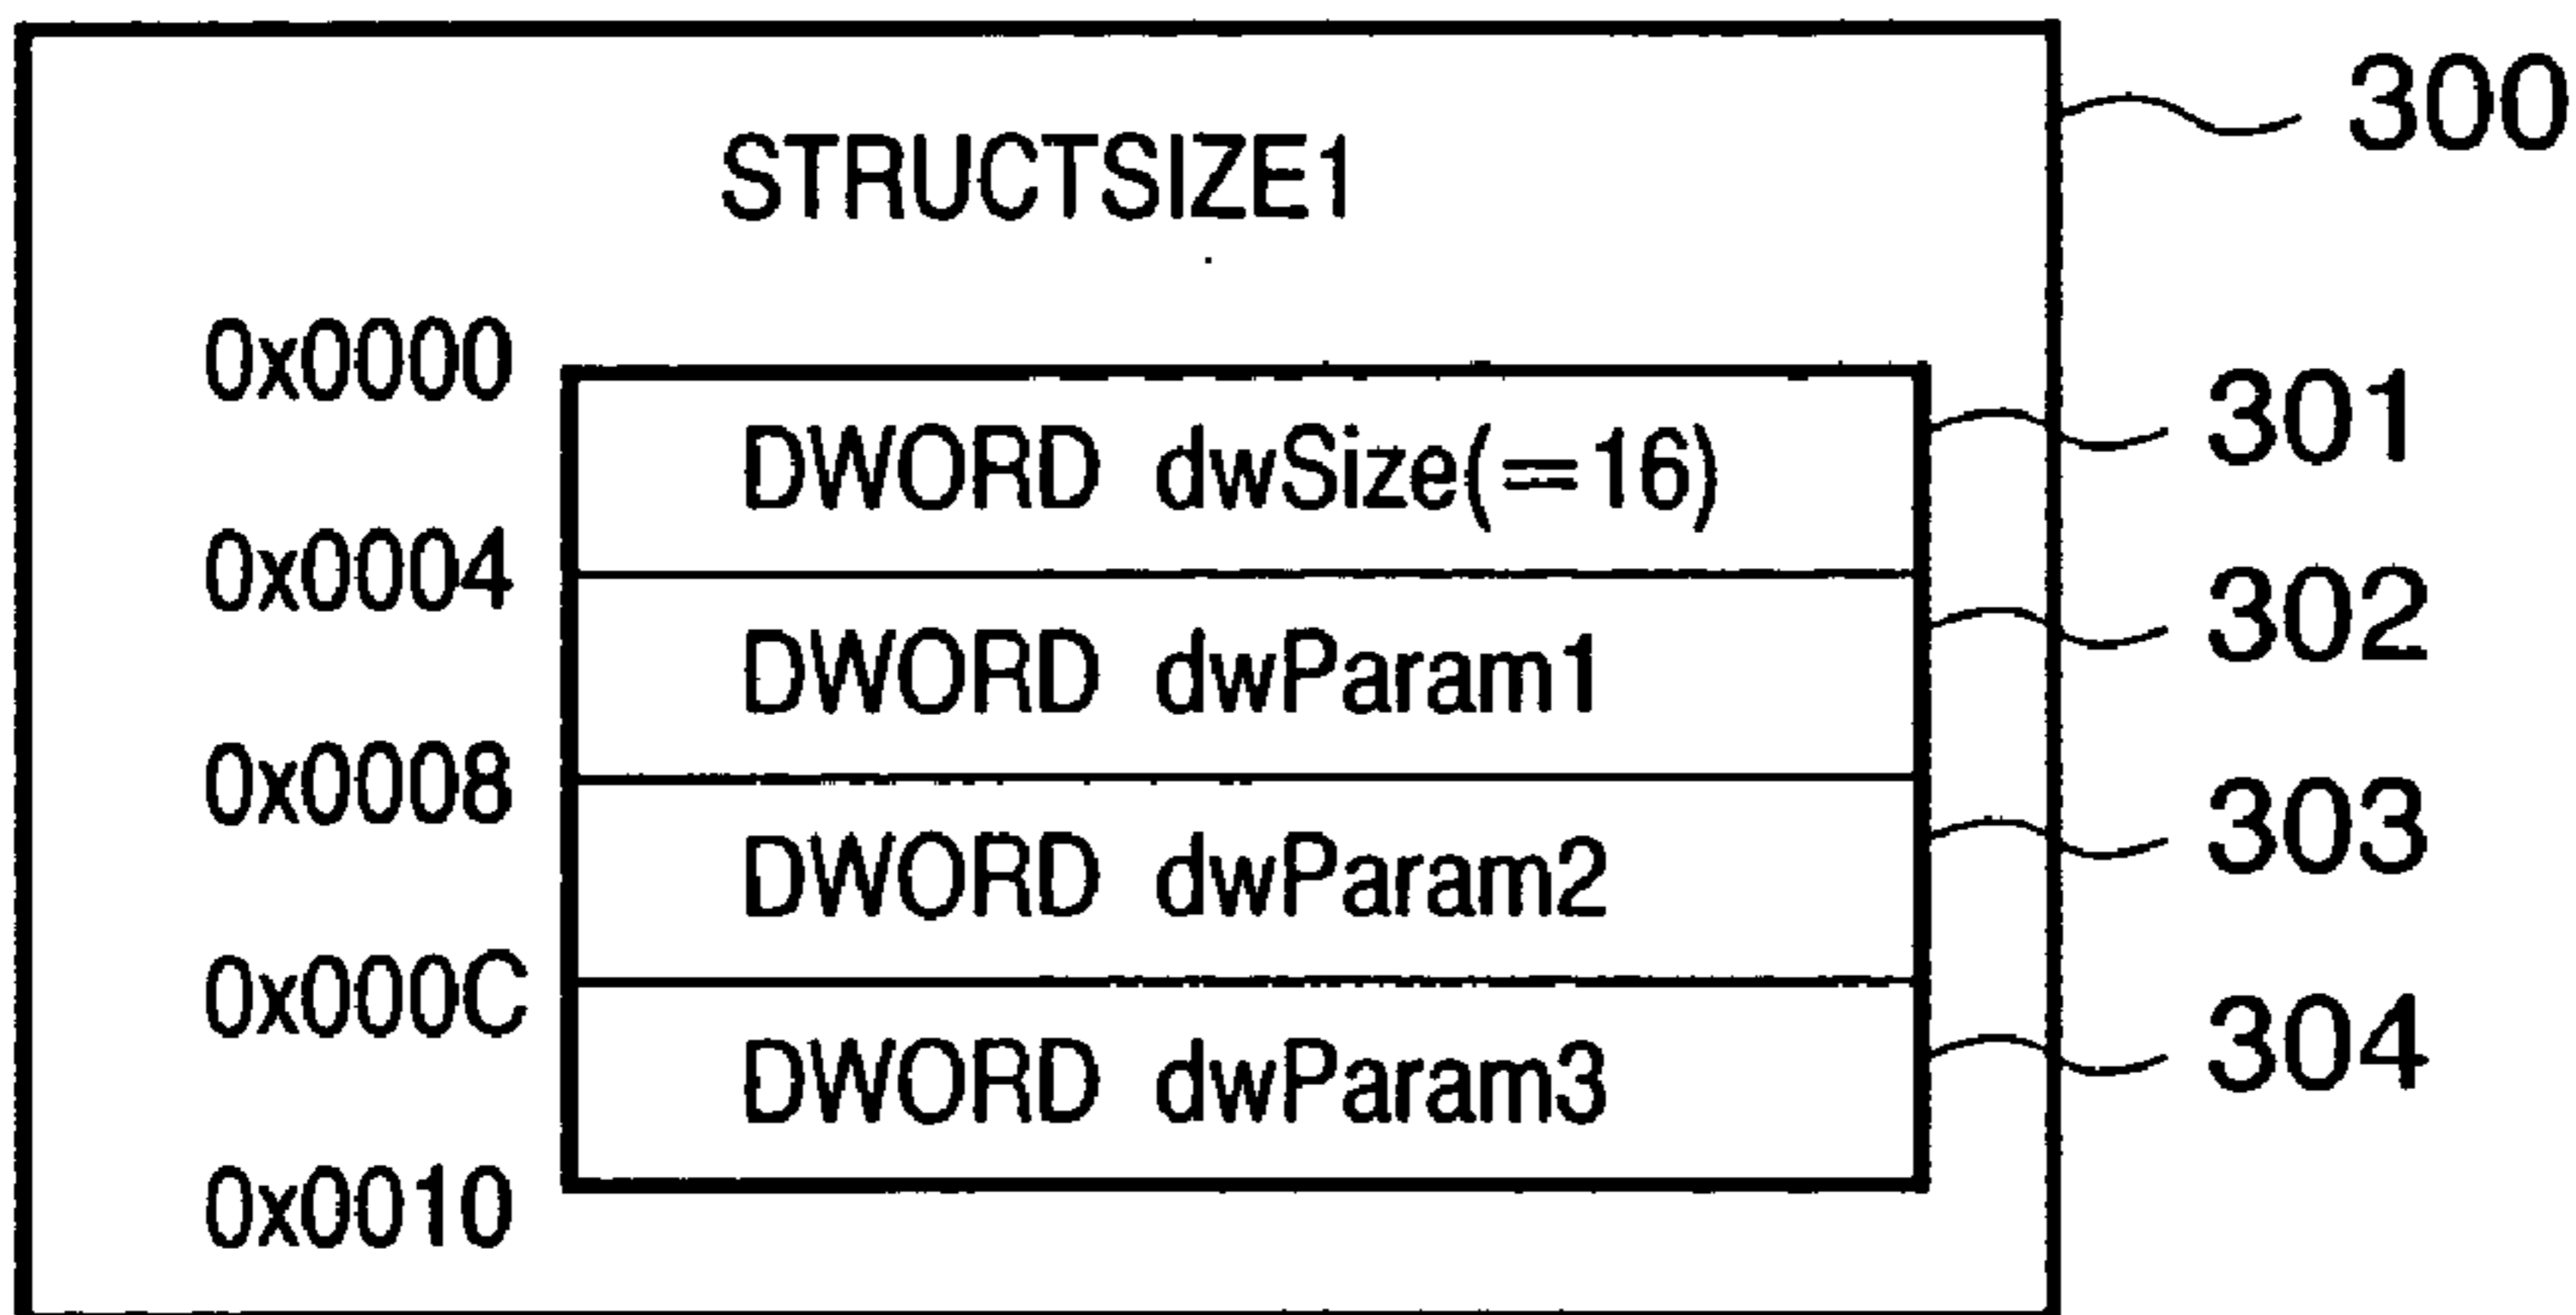 300
STRUCTSIZE1
0x0000
DWORD dwSize(=16) 301
0x0004
DWORD dwParam1 302
0x0008
DWORD dwParam2 303
0x000C
DWORD dwParam3 304
0x0010